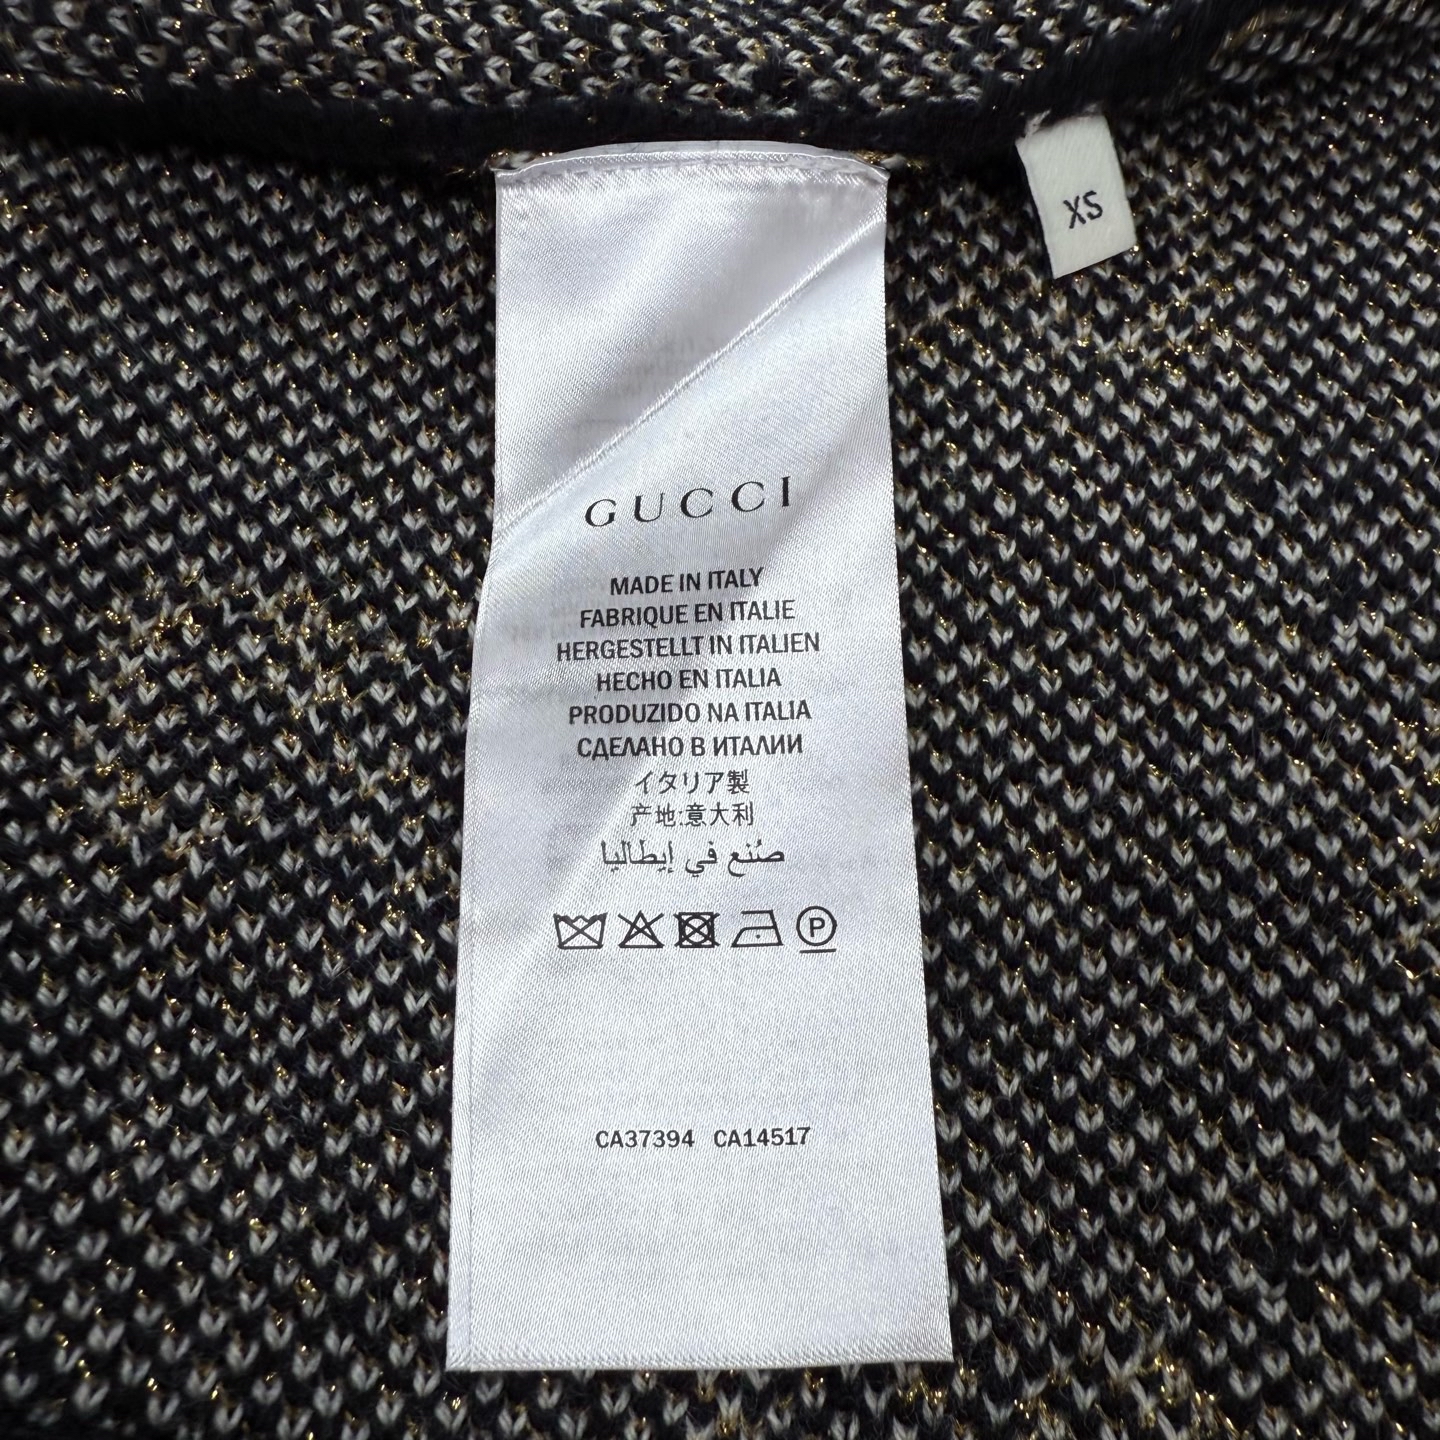 XS
GUCCI
MADE IN ITALY
FABRIQUE EN ITALIE
HERGESTELLT IN ITALIEN
HECHO EN ITALIA
PRODUZIDO NA ITALIA
СДЕЛАНО В ИТАЛИИ
イタリア製
产地:意大利
صُنع في إيطاليا
P
CA37394 CA14517